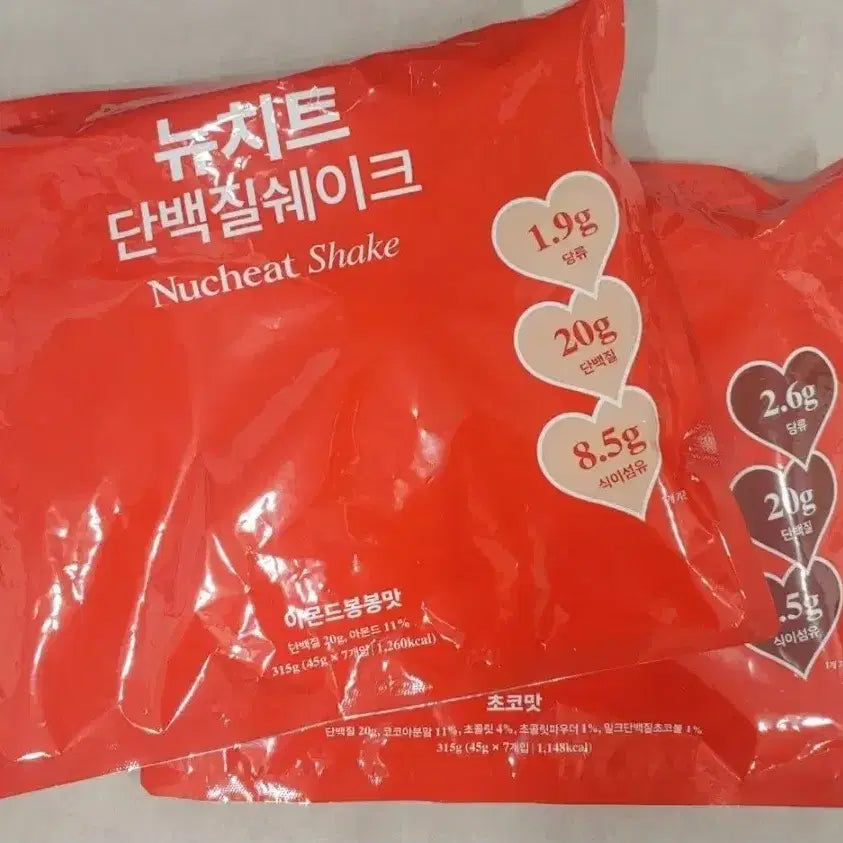 뉴치트
단백질쉐이크
Nucheat Shake
1.9g
당류
20g
단백질
8.5g
식이섬유
아몬드봉봉맛
단백질 20g, 아몬드 11%
315g (45g × 7개입 | 1,260kcal)
2.6g
당류
20g
단백질
.5g
식이섬유
초코맛
단백질 20g, 코코아분말 11%, 초콜릿 4%, 초콜릿파우더 1%, 밀크단백질초코볼 1%
315g (45g × 7개입 | 1,148kcal)